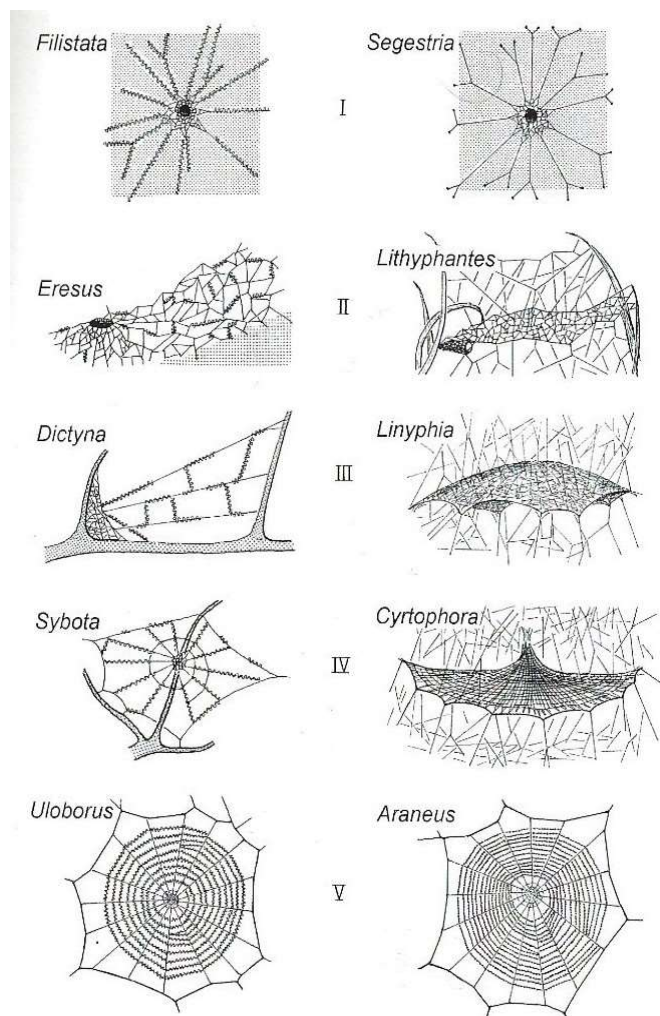 Filistata
Segestria
I
Eresus
Lithyphantes
II
Dictyna
Linyphia
III
Sybota
Cyrtophora
IV
Uloborus
Araneus
V